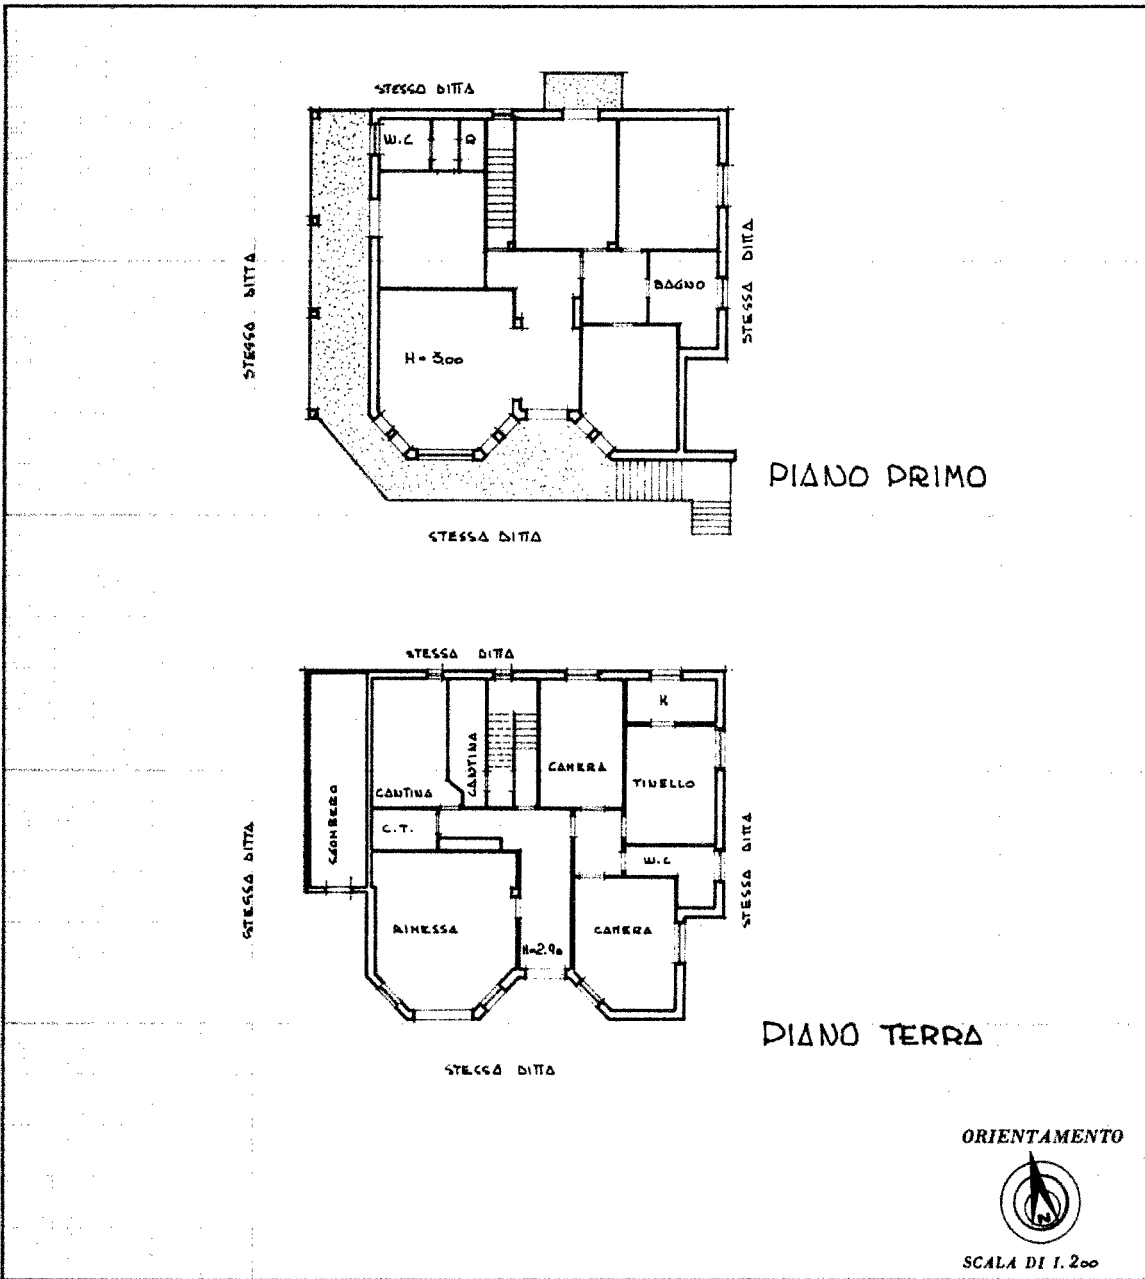 STESSA DITTA
W.C
R
STESSA DITTA
STESSA DITTA
BAGNO
H = 3,00
PIANO PRIMO
STESSA DITTA
STESSA DITTA
K
CANTINA
CAMERA
TINELLO
CANTINA
SGOMBERO
C.T.
STESSA DITTA
STESSA DITTA
W.C
RIMESSA
CAMERA
H=2.90
PIANO TERRA
STESSA DITTA
ORIENTAMENTO
N
SCALA DI 1.200